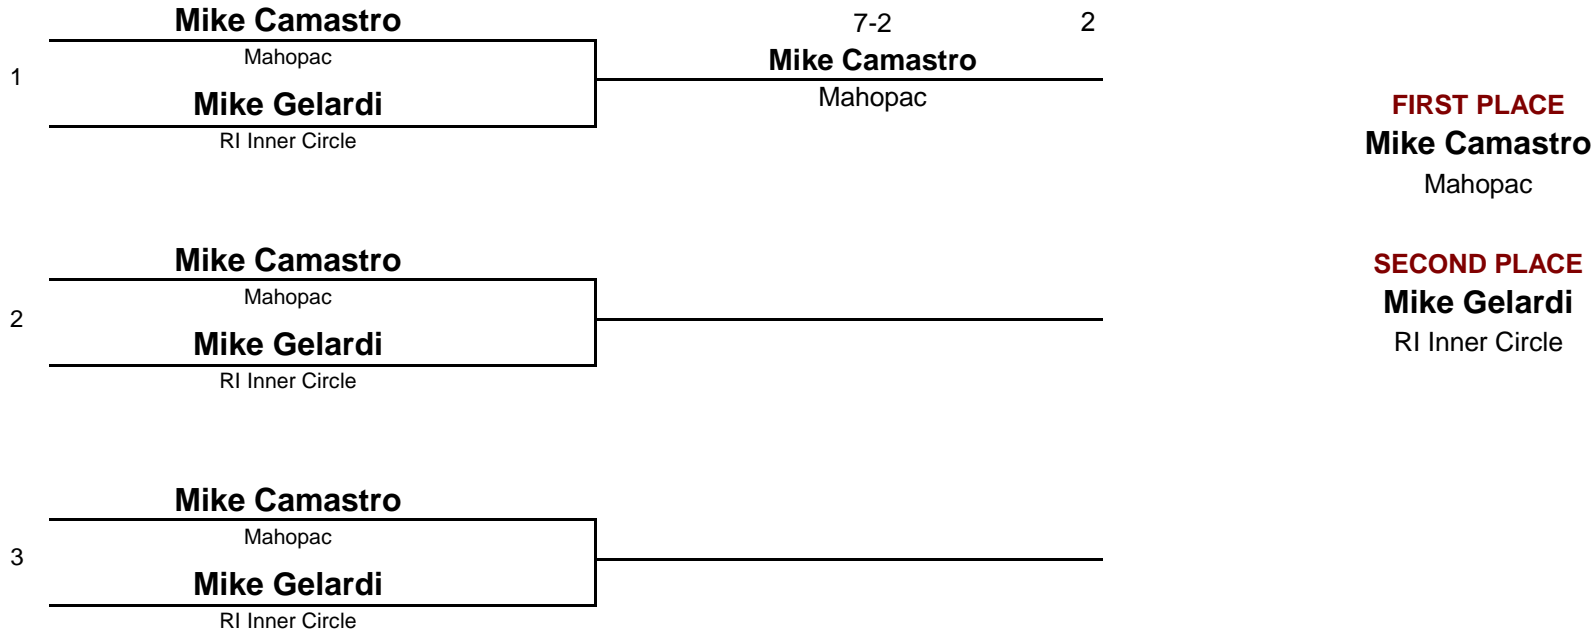 Mike Camastro
7-2
2
Mahopac
Mike Camastro
1
Mike Gelardi
Mahopac
RI Inner Circle
FIRST PLACE
Mike Camastro
Mahopac
Mike Camastro
Mahopac
2
Mike Gelardi
RI Inner Circle
SECOND PLACE
Mike Gelardi
RI Inner Circle
Mike Camastro
Mahopac
3
Mike Gelardi
RI Inner Circle